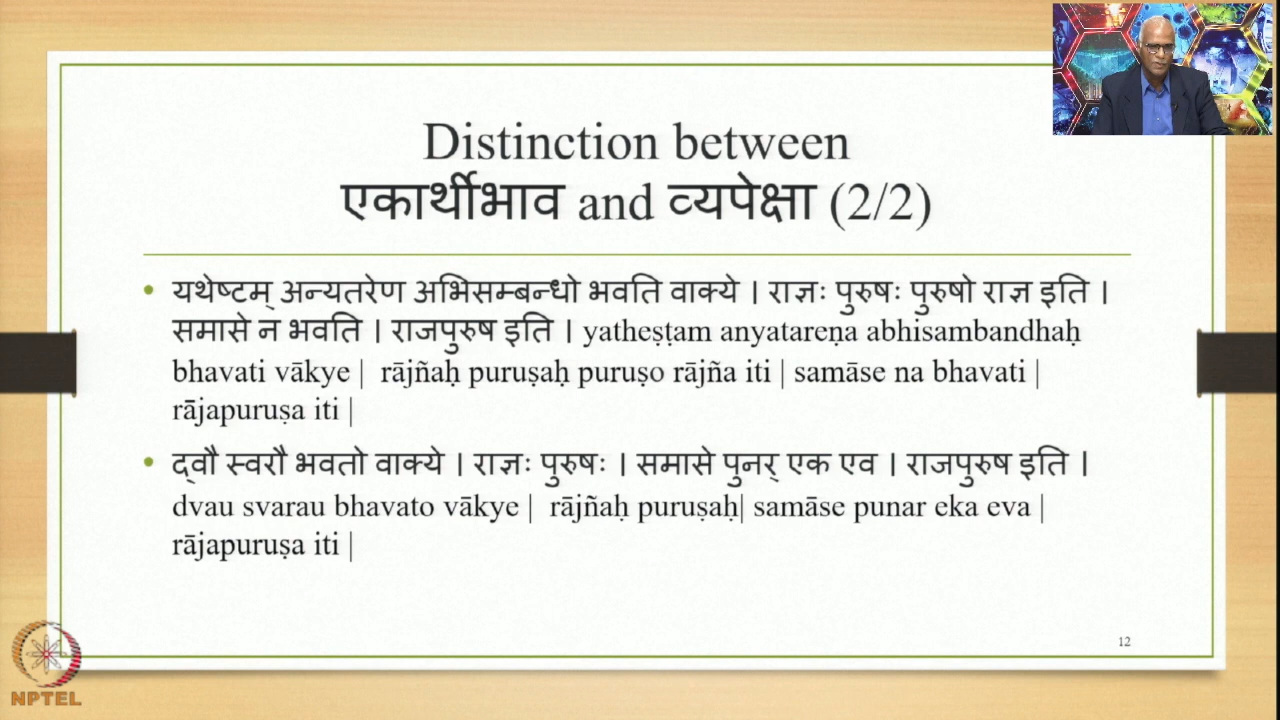 Distinction between
एकार्थीभाव and व्यपेक्षा (2/2)
• यथेष्टम् अन्यतरेण अभिसम्बन्धो भवति वाक्ये । राज्ञः पुरुषः पुरुषो राज्ञ इति ।
समासे न भवति । राजपुरुष इति । yatheṣṭam anyatareṇa abhisambandhaḥ
bhavati vākye | rājñaḥ puruṣaḥ puruṣo rājña iti | samāse na bhavati |
rājapuruṣa iti |
• द्वौ स्वरौ भवतो वाक्ये । राज्ञः पुरुषः । समासे पुनर् एक एव । राजपुरुष इति ।
dvau svarau bhavato vākye | rājñaḥ puruṣaḥ| samāse punar eka eva |
rājapuruṣa iti |
12
NPTEL